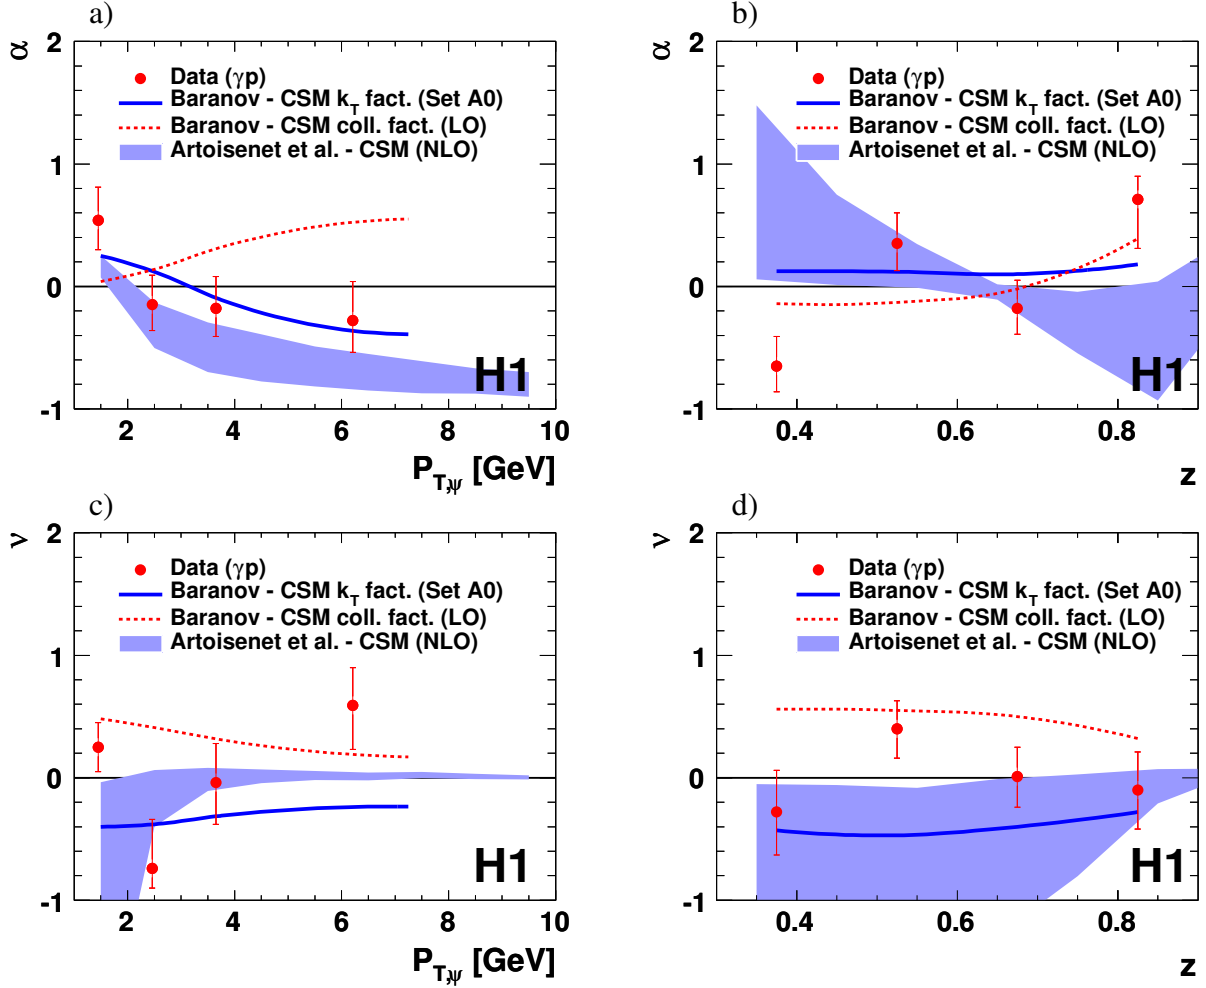 a)
α
2
1
0
-1
Data (γp)
Baranov - CSM k_T fact. (Set A0)
Baranov - CSM coll. fact. (LO)
Artoisenet et al. - CSM (NLO)
H1
2 4 6 8 10
P_T,ψ [GeV]
b)
α
2
1
0
-1
Data (γp)
Baranov - CSM k_T fact. (Set A0)
Baranov - CSM coll. fact. (LO)
Artoisenet et al. - CSM (NLO)
H1
0.4 0.6 0.8
z
c)
ν
2
1
0
-1
Data (γp)
Baranov - CSM k_T fact. (Set A0)
Baranov - CSM coll. fact. (LO)
Artoisenet et al. - CSM (NLO)
H1
2 4 6 8 10
P_T,ψ [GeV]
d)
ν
2
1
0
-1
Data (γp)
Baranov - CSM k_T fact. (Set A0)
Baranov - CSM coll. fact. (LO)
Artoisenet et al. - CSM (NLO)
H1
0.4 0.6 0.8
z